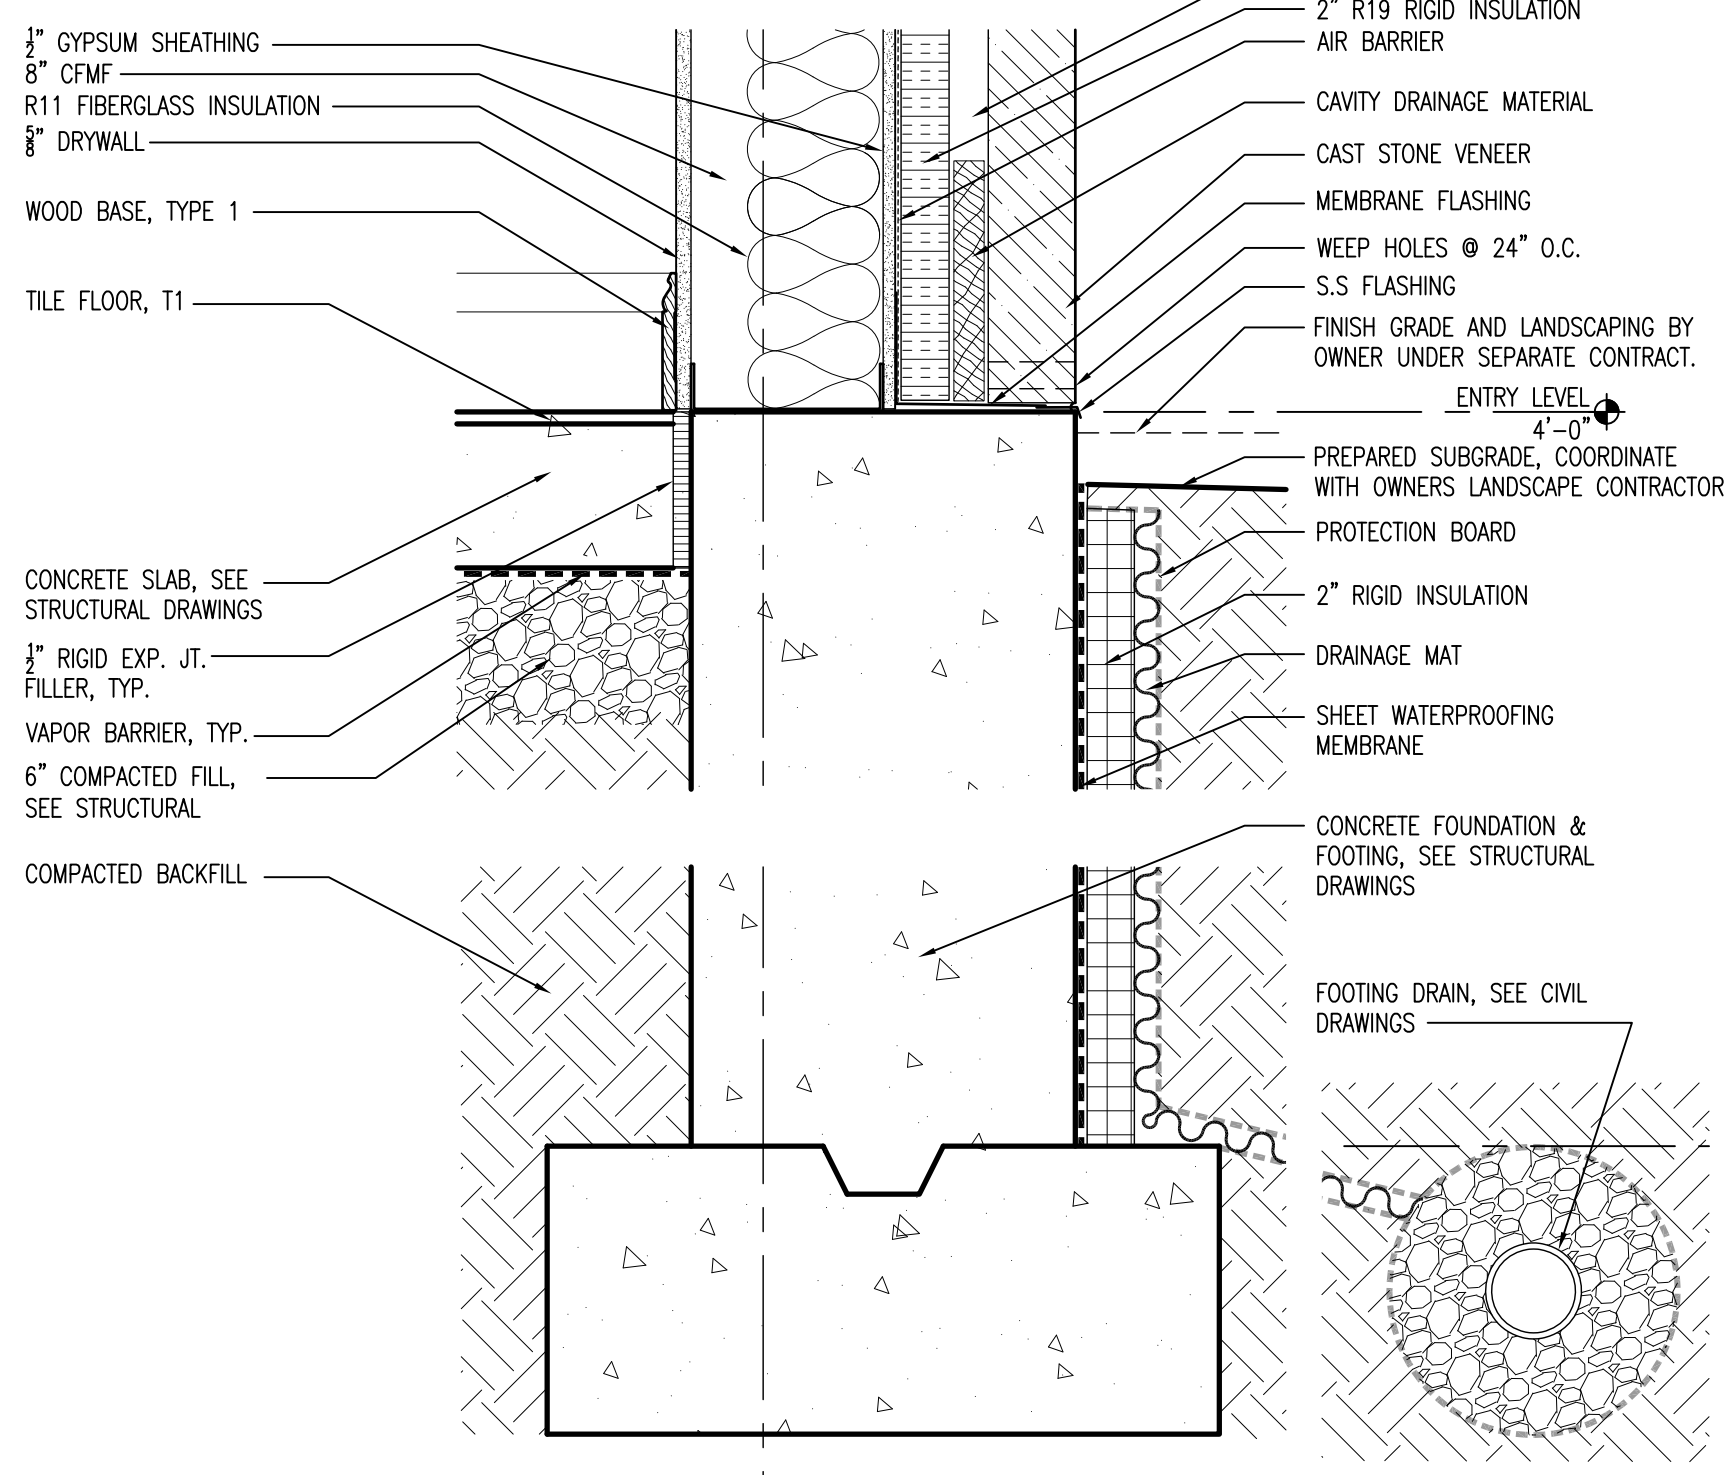 ½" GYPSUM SHEATHING
8" CFMF
R11 FIBERGLASS INSULATION
⅝" DRYWALL
WOOD BASE, TYPE 1
TILE FLOOR, T1
CONCRETE SLAB, SEE
STRUCTURAL DRAWINGS
½" RIGID EXP. JT.
FILLER, TYP.
VAPOR BARRIER, TYP.
6" COMPACTED FILL,
SEE STRUCTURAL
COMPACTED BACKFILL
2" R19 RIGID INSULATION
AIR BARRIER
CAVITY DRAINAGE MATERIAL
CAST STONE VENEER
MEMBRANE FLASHING
WEEP HOLES @ 24" O.C.
S.S FLASHING
FINISH GRADE AND LANDSCAPING BY
OWNER UNDER SEPARATE CONTRACT.
ENTRY LEVEL
4'-0"
PREPARED SUBGRADE, COORDINATE
WITH OWNERS LANDSCAPE CONTRACTOR
PROTECTION BOARD
2" RIGID INSULATION
DRAINAGE MAT
SHEET WATERPROOFING
MEMBRANE
CONCRETE FOUNDATION &
FOOTING, SEE STRUCTURAL
DRAWINGS
FOOTING DRAIN, SEE CIVIL
DRAWINGS